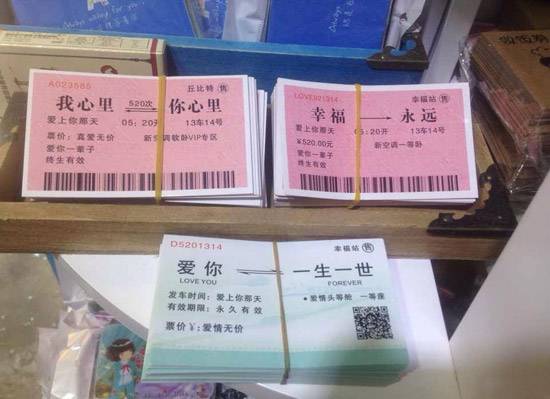 A023585 丘比特 售
我心里 520次 你心里
爱上你那天 05:20开 13车14号
票价:真爱无价 新空调软卧VIP专区
爱你一辈子
终生有效
LOVE921314 幸福站 售
幸福 永远
爱上你那天 05:20开 13车14号
¥520.00元 新空调一等卧
爱你一辈子
终生有效
D5201314 幸福站 售
爱你 一生一世
LOVE YOU FOREVER
发车时间:爱上你那天
有效期限:永久有效
• 爱情头等舱 一等座
票价¥:爱情无价